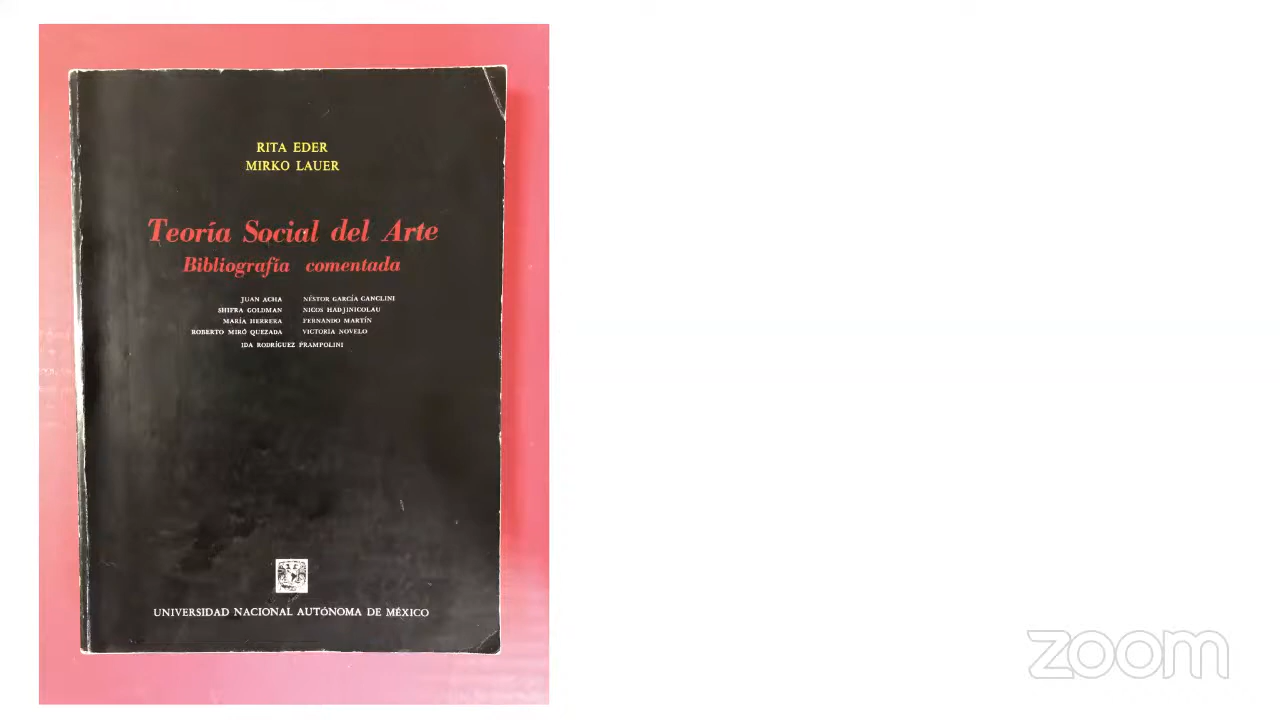 RITA EDER
MIRKO LAUER
Teoría Social del Arte
Bibliografía comentada
JUAN ACHA NÉSTOR GARCÍA CANCLINI
SHIFRA GOLDMAN NICOS HADJINICOLAU
MARÍA HERRERA FERNANDO MARTÍN
ROBERTO MIRÓ QUEZADA VICTORIA NOVELO
IDA RODRÍGUEZ PRAMPOLINI
UNIVERSIDAD NACIONAL AUTÓNOMA DE MÉXICO
zoom